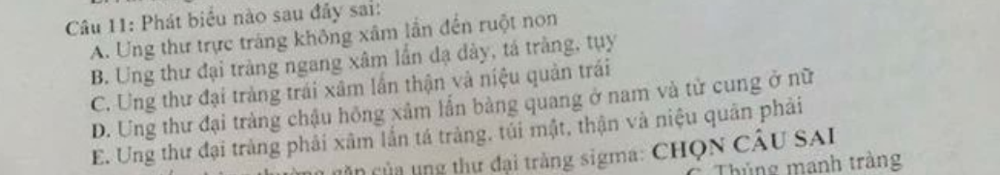 Câu 11: Phát biểu nào sau đây sai:
A. Ung thư trực tràng không xâm lấn đến ruột non
B. Ung thư đại tràng ngang xâm lấn dạ dày, tá tràng, tụy
C. Ung thư đại tràng trái xâm lấn thận và niệu quản trái
D. Ung thư đại tràng chậu hông xâm lấn bàng quang ở nam và tử cung ở nữ
E. Ung thư đại tràng phải xâm lấn tá tràng, túi mật, thận và niệu quản phải
của ung thư đại tràng sigma: CHỌN CÂU SAI
C. Thủng manh tràng